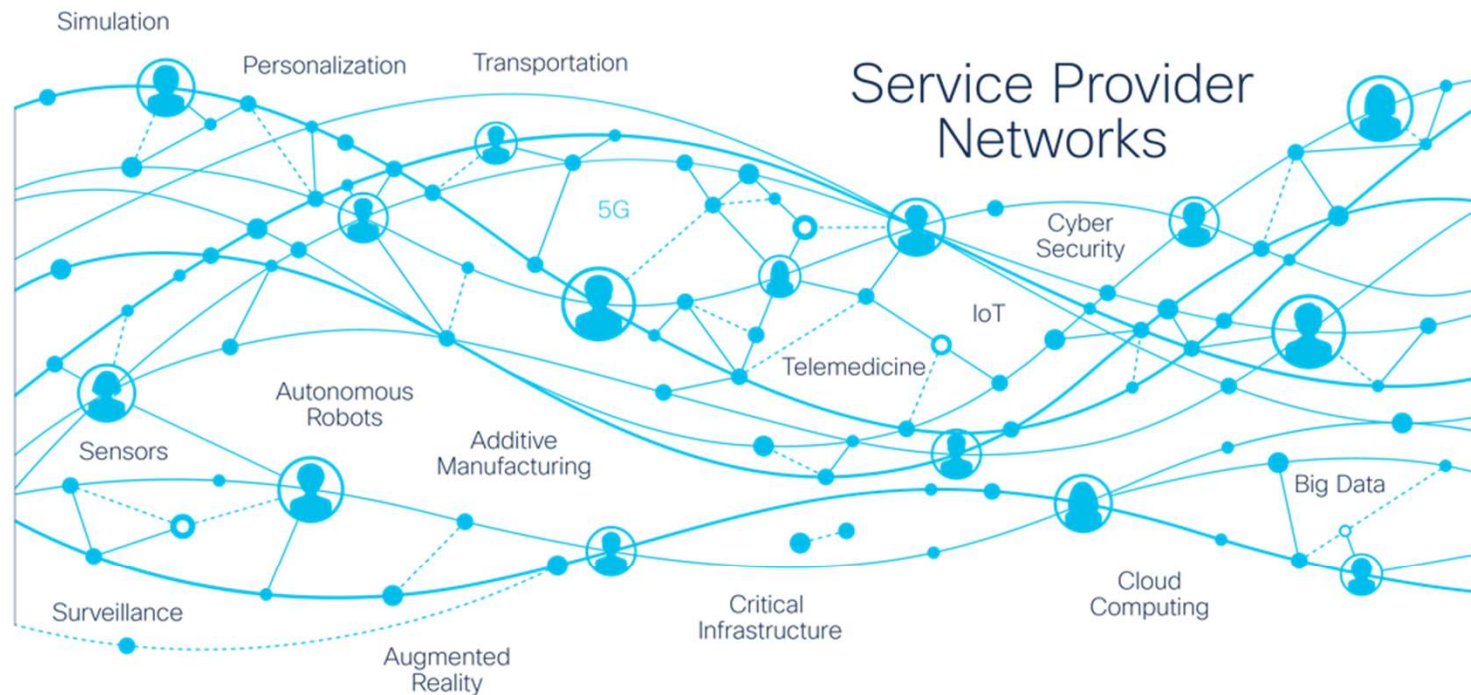 Simulation
Personalization
Transportation
Service Provider
Networks
5G
Cyber
Security
IoT
Telemedicine
Autonomous
Robots
Sensors
Additive
Manufacturing
Big Data
Surveillance
Critical
Infrastructure
Cloud
Computing
Augmented
Reality